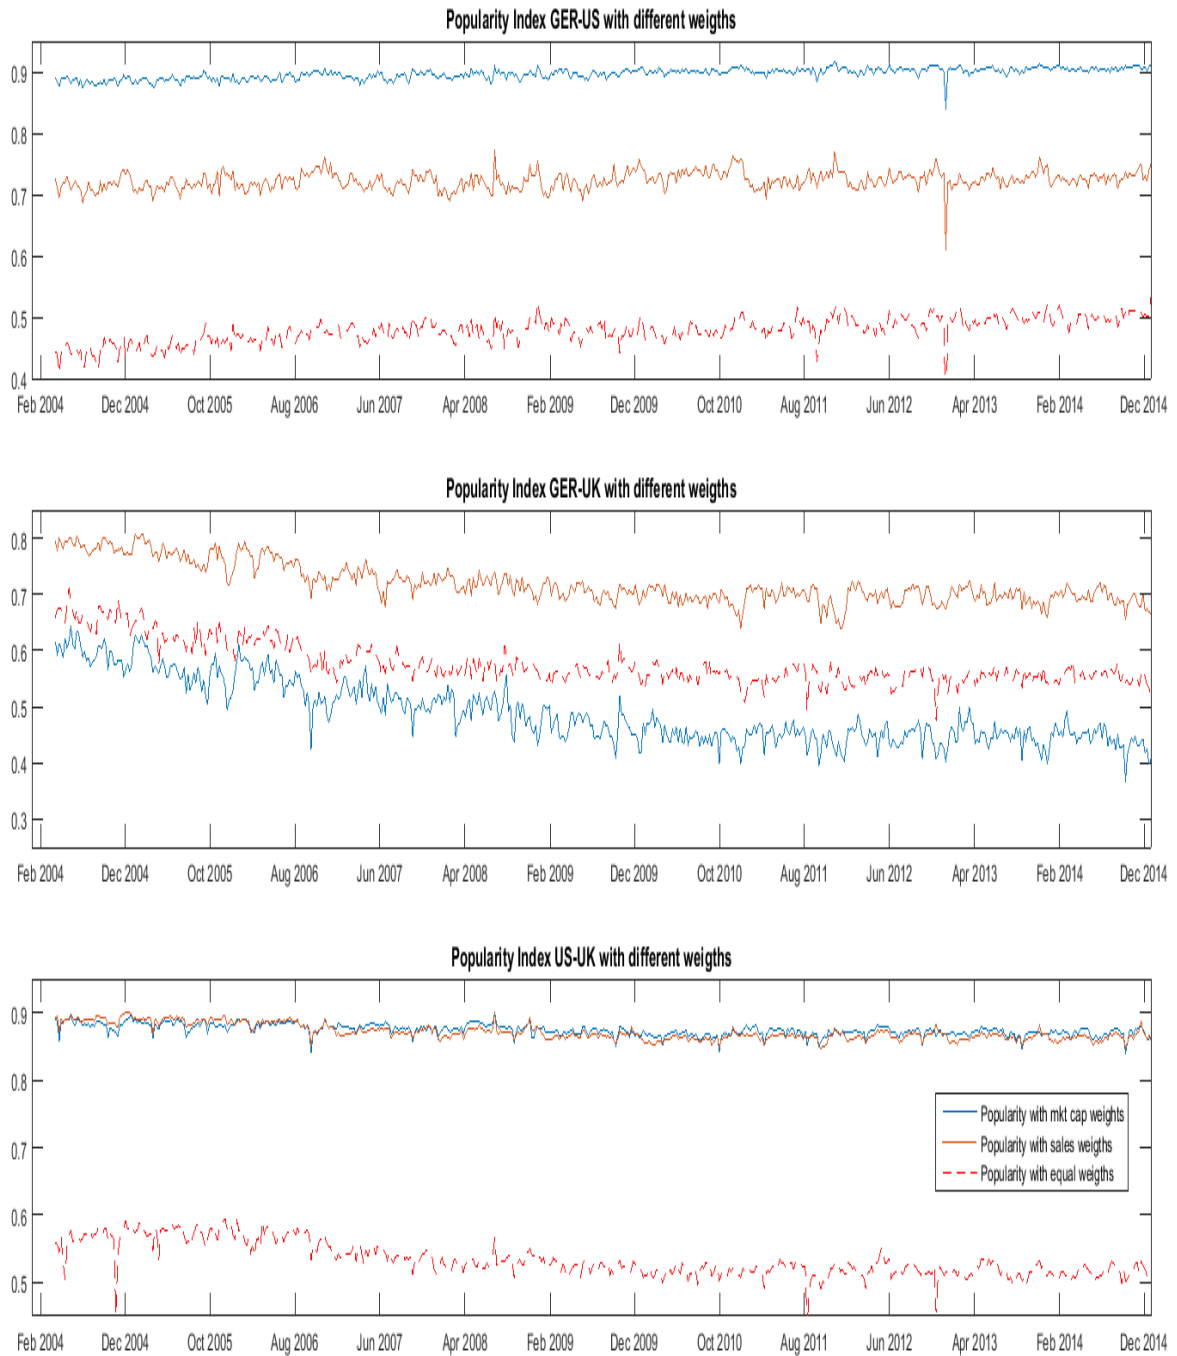 Popularity Index GER-US with different weigths
0.9
0.8
0.7
0.6
0.5
0.4
Feb 2004 Dec 2004 Oct 2005 Aug 2006 Jun 2007 Apr 2008 Feb 2009 Dec 2009 Oct 2010 Aug 2011 Jun 2012 Apr 2013 Feb 2014 Dec 2014
Popularity Index GER-UK with different weigths
0.8
0.7
0.6
0.5
0.4
0.3
Feb 2004 Dec 2004 Oct 2005 Aug 2006 Jun 2007 Apr 2008 Feb 2009 Dec 2009 Oct 2010 Aug 2011 Jun 2012 Apr 2013 Feb 2014 Dec 2014
Popularity Index US-UK with different weigths
0.9
0.8
0.7
0.6
0.5
Popularity with mkt cap weights
Popularity with sales weigths
Popularity with equal weigths
Feb 2004 Dec 2004 Oct 2005 Aug 2006 Jun 2007 Apr 2008 Feb 2009 Dec 2009 Oct 2010 Aug 2011 Jun 2012 Apr 2013 Feb 2014 Dec 2014